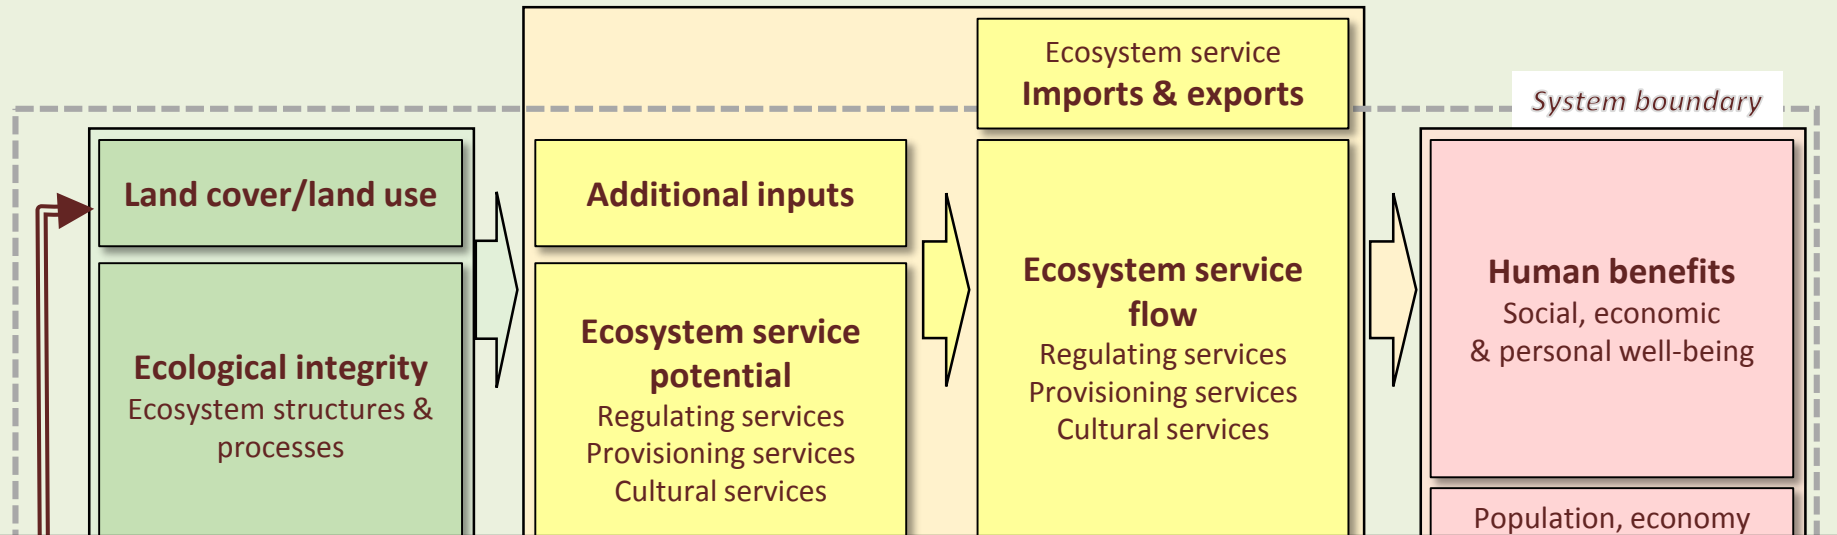 Ecosystem service
Imports & exports
System boundary
Land cover/land use
Ecological integrity
Ecosystem structures &
processes
Additional inputs
Ecosystem service
potential
Regulating services
Provisioning services
Cultural services
Ecosystem service
flow
Regulating services
Provisioning services
Cultural services
Human benefits
Social, economic
& personal well-being
Population, economy